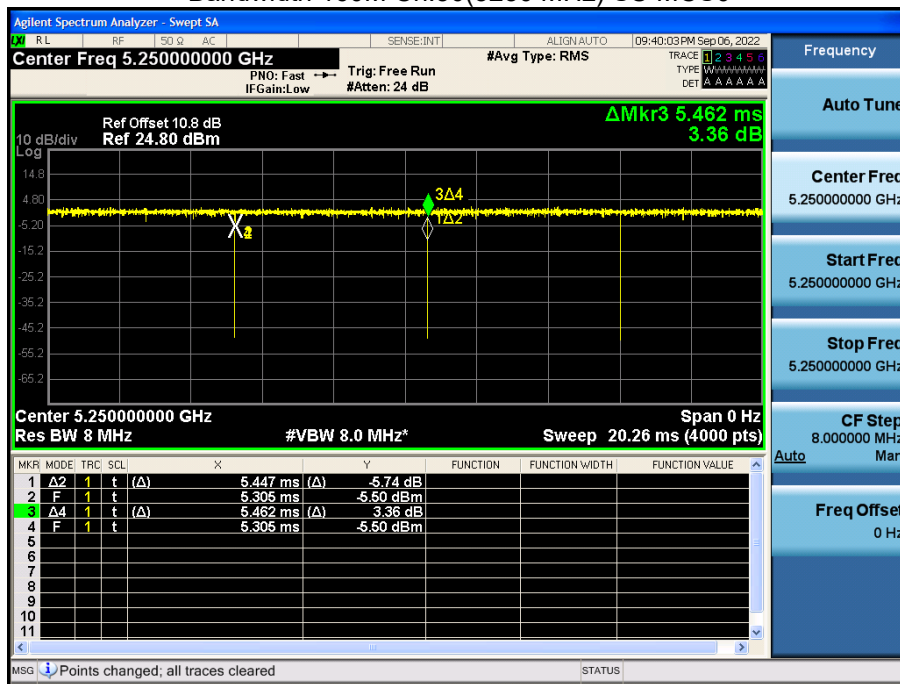 Agilent Spectrum Analyzer - Swept SA
LXI RL RF 50 Ω AC SENSE:INT ALIGN AUTO 09:40:03 PM Sep 06, 2022
Center Freq 5.250000000 GHz #Avg Type: RMS TRACE 1 2 3 4 5 6
PNO: Fast Trig: Free Run TYPE
IFGain:Low #Atten: 24 dB DET A A A A A A
Frequency
Auto Tune
Center Freq
5.250000000 GHz
Start Freq
5.250000000 GHz
Stop Freq
5.250000000 GHz
CF Step
8.000000 MHz
Auto Man
Freq Offset
0 Hz
ΔMkr3 5.462 ms
3.36 dB
Ref Offset 10.8 dB
10 dB/div Ref 24.80 dBm
Log
14.8
4.80
-5.20
-15.2
-25.2
-35.2
-45.2
-55.2
-65.2
3Δ4
1Δ2
Center 5.250000000 GHz Span 0 Hz
Res BW 8 MHz #VBW 8.0 MHz* Sweep 20.26 ms (4000 pts)
MKR MODE TRC SCL X Y FUNCTION FUNCTION WIDTH FUNCTION VALUE
1 Δ2 1 t (Δ) 5.447 ms (Δ) -5.74 dB
2 F 1 t 5.305 ms -5.50 dBm
3 Δ4 1 t (Δ) 5.462 ms (Δ) 3.36 dB
4 F 1 t 5.305 ms -5.50 dBm
5
6
7
8
9
10
11
MSG Points changed; all traces cleared STATUS